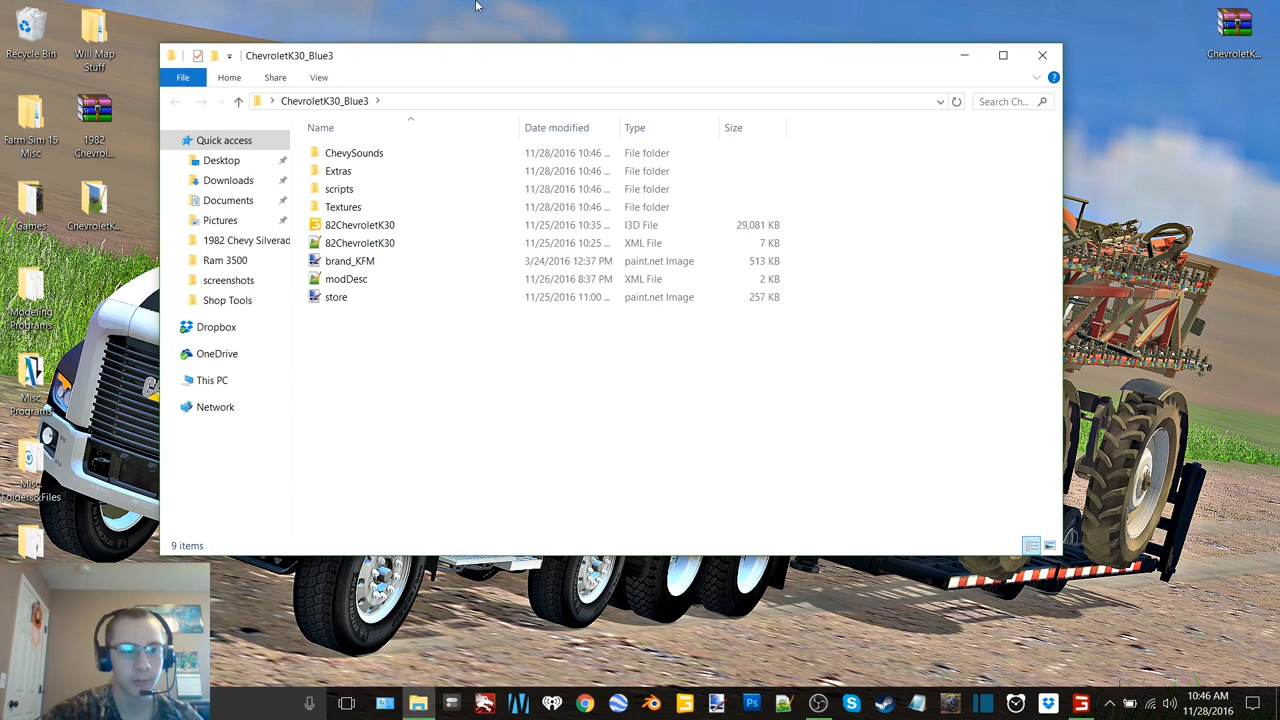 Recycle Bin
Will Map
Stuff
ChevroletK...
Farm Sim 15
Misc
1982
Chevrol...
Games
ChevroletK...
Modeling
Programs
Misc
Programs
Misc
Folders&Files
ChevroletK30_Blue3
File
Home
Share
View
ChevroletK30_Blue3
Search Ch...
Quick access
Desktop
Downloads
Documents
Pictures
1982 Chevy Silverad
Ram 3500
screenshots
Shop Tools
Dropbox
OneDrive
This PC
Network
Name Date modified Type Size
ChevySounds 11/28/2016 10:46 ... File folder
Extras 11/28/2016 10:46 ... File folder
scripts 11/28/2016 10:46 ... File folder
Textures 11/28/2016 10:46 ... File folder
82ChevroletK30 11/25/2016 10:35 ... I3D File 29,081 KB
82ChevroletK30 11/25/2016 10:25 ... XML File 7 KB
brand_KFM 3/24/2016 12:37 PM paint.net Image 513 KB
modDesc 11/26/2016 8:37 PM XML File 2 KB
store 11/25/2016 11:00 ... paint.net Image 257 KB
9 items
10:46 AM
11/28/2016